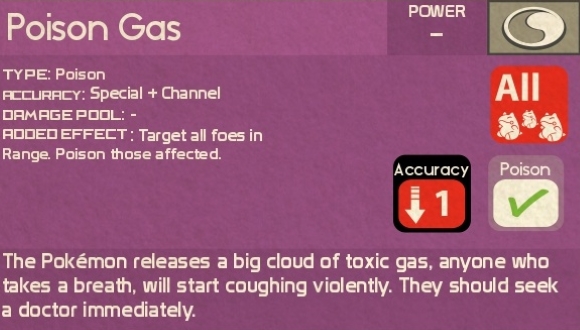 Poison Gas
POWER
–
TYPE: Poison
ACCURACY: Special + Channel
DAMAGE POOL: -
ADDED EFFECT: Target all foes in
Range. Poison those affected.
All
Accuracy
1
Poison
The Pokémon releases a big cloud of toxic gas, anyone who
takes a breath, will start coughing violently. They should seek
a doctor immediately.